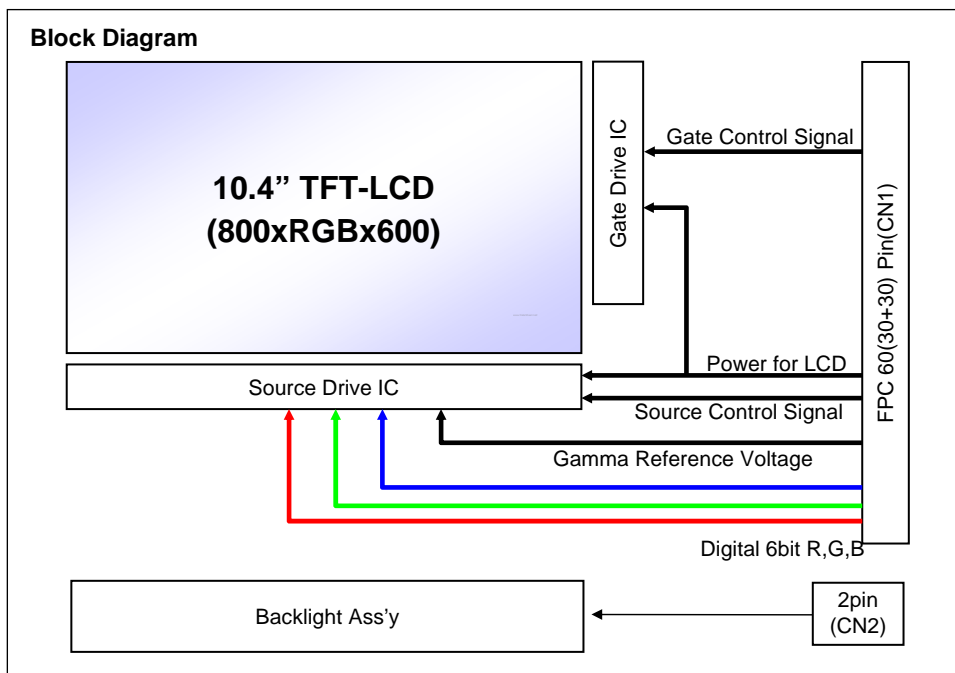 Block Diagram
10.4” TFT-LCD
(800xRGBx600)
Gate Drive IC
Gate Control Signal
FPC 60(30+30) Pin(CN1)
Power for LCD
Source Drive IC
Source Control Signal
Gamma Reference Voltage
Digital 6bit R,G,B
Backlight Ass’y
2pin
(CN2)